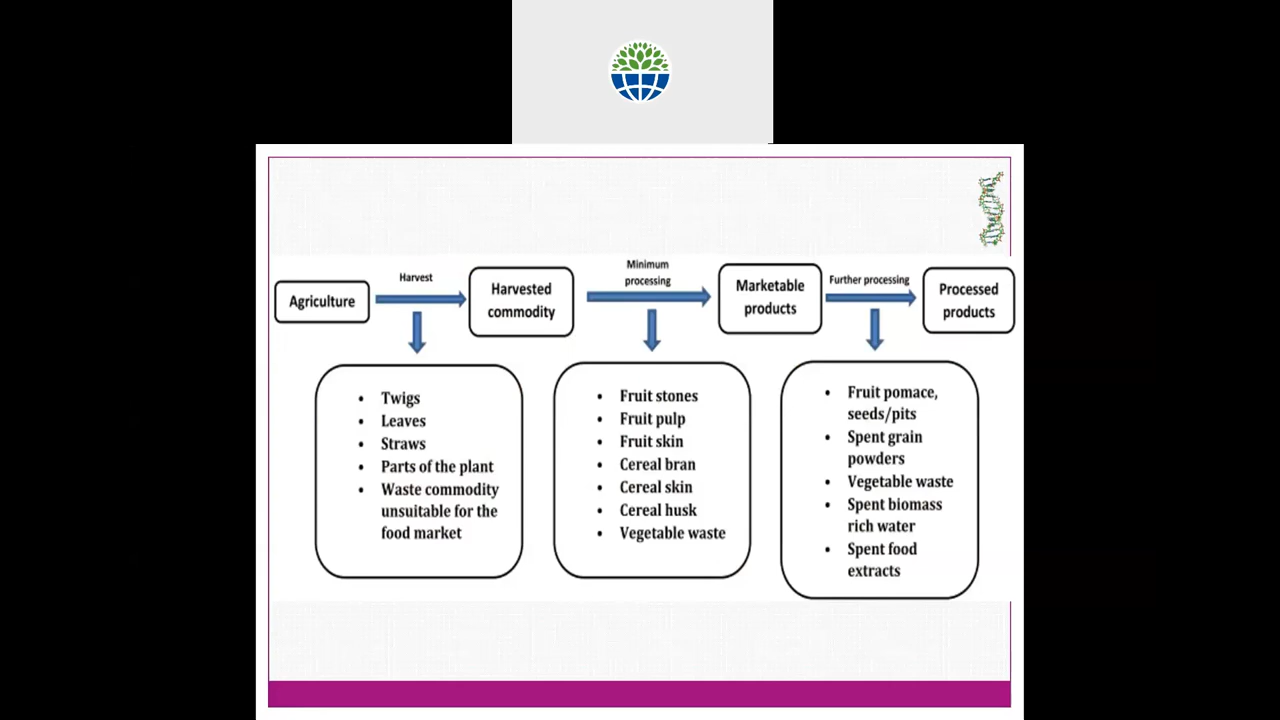 Agriculture
Harvest
Harvested
commodity
Minimum
processing
Marketable
products
Further processing
Processed
products
• Twigs
• Leaves
• Straws
• Parts of the plant
• Waste commodity
unsuitable for the
food market
• Fruit stones
• Fruit pulp
• Fruit skin
• Cereal bran
• Cereal skin
• Cereal husk
• Vegetable waste
• Fruit pomace,
seeds/pits
• Spent grain
powders
• Vegetable waste
• Spent biomass
rich water
• Spent food
extracts